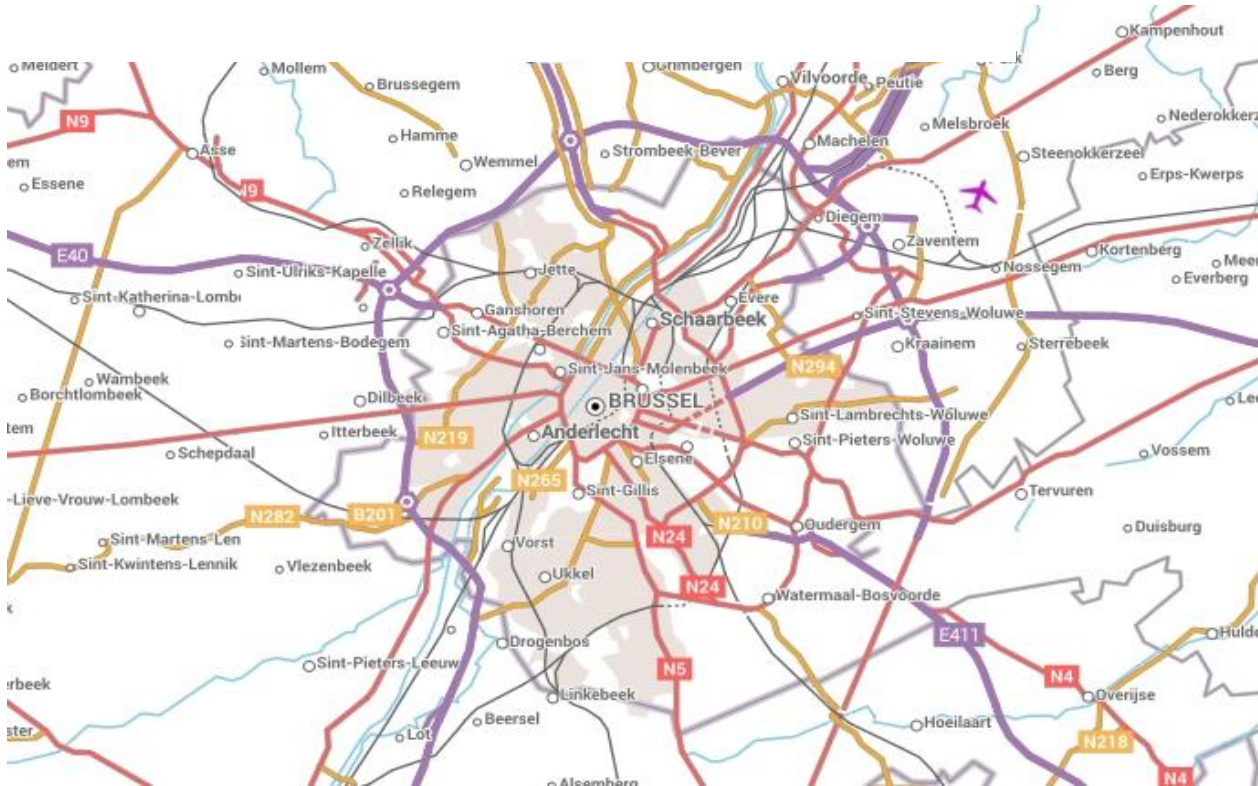 Kampenhout
Meldert
Mollem
Brussegem
Grimbergen
Vilvoorde
Peutie
Berg
N9
Hamme
Melsbroek
Asse
Wemmel
Strombeek-Bever
Machelen
Steenokkerzeel
Essene
Relegem
Erps-Kwerps
Diegem
E40
Zellik
Zaventem
Kortenberg
Sint-Ulriks-Kapelle
Jette
Nossegem
Everberg
Sint-Katherina-Lomb
Ganshoren
Evere
Sint-Agatha-Berchem
Schaarbeek
Sint-Stevens-Woluwe
Sint-Martens-Bodegem
Kraainem
Sterrebeek
Wambeek
Sint-Jans-Molenbeek
N294
Borchtlombeek
Dilbeek
BRUSSEL
Sint-Lambrechts-Woluwe
Itterbeek
N219
Anderlecht
Sint-Pieters-Woluwe
Schepdaal
Elsene
Vossem
N265
Sint-Gillis
Tervuren
-Lieve-Vrouw-Lombeek
N282
B201
N210
Oudergem
Duisburg
Sint-Martens-Len
Vorst
N24
Sint-Kwintens-Lennik
Vlezenbeek
Ukkel
N24
Watermaal-Bosvoorde
E411
Drogenbos
Sint-Pieters-Leeuw
N5
N4
Linkebeek
Overijse
Beersel
Hoeilaart
Lot
N218
Alsemberg
N4